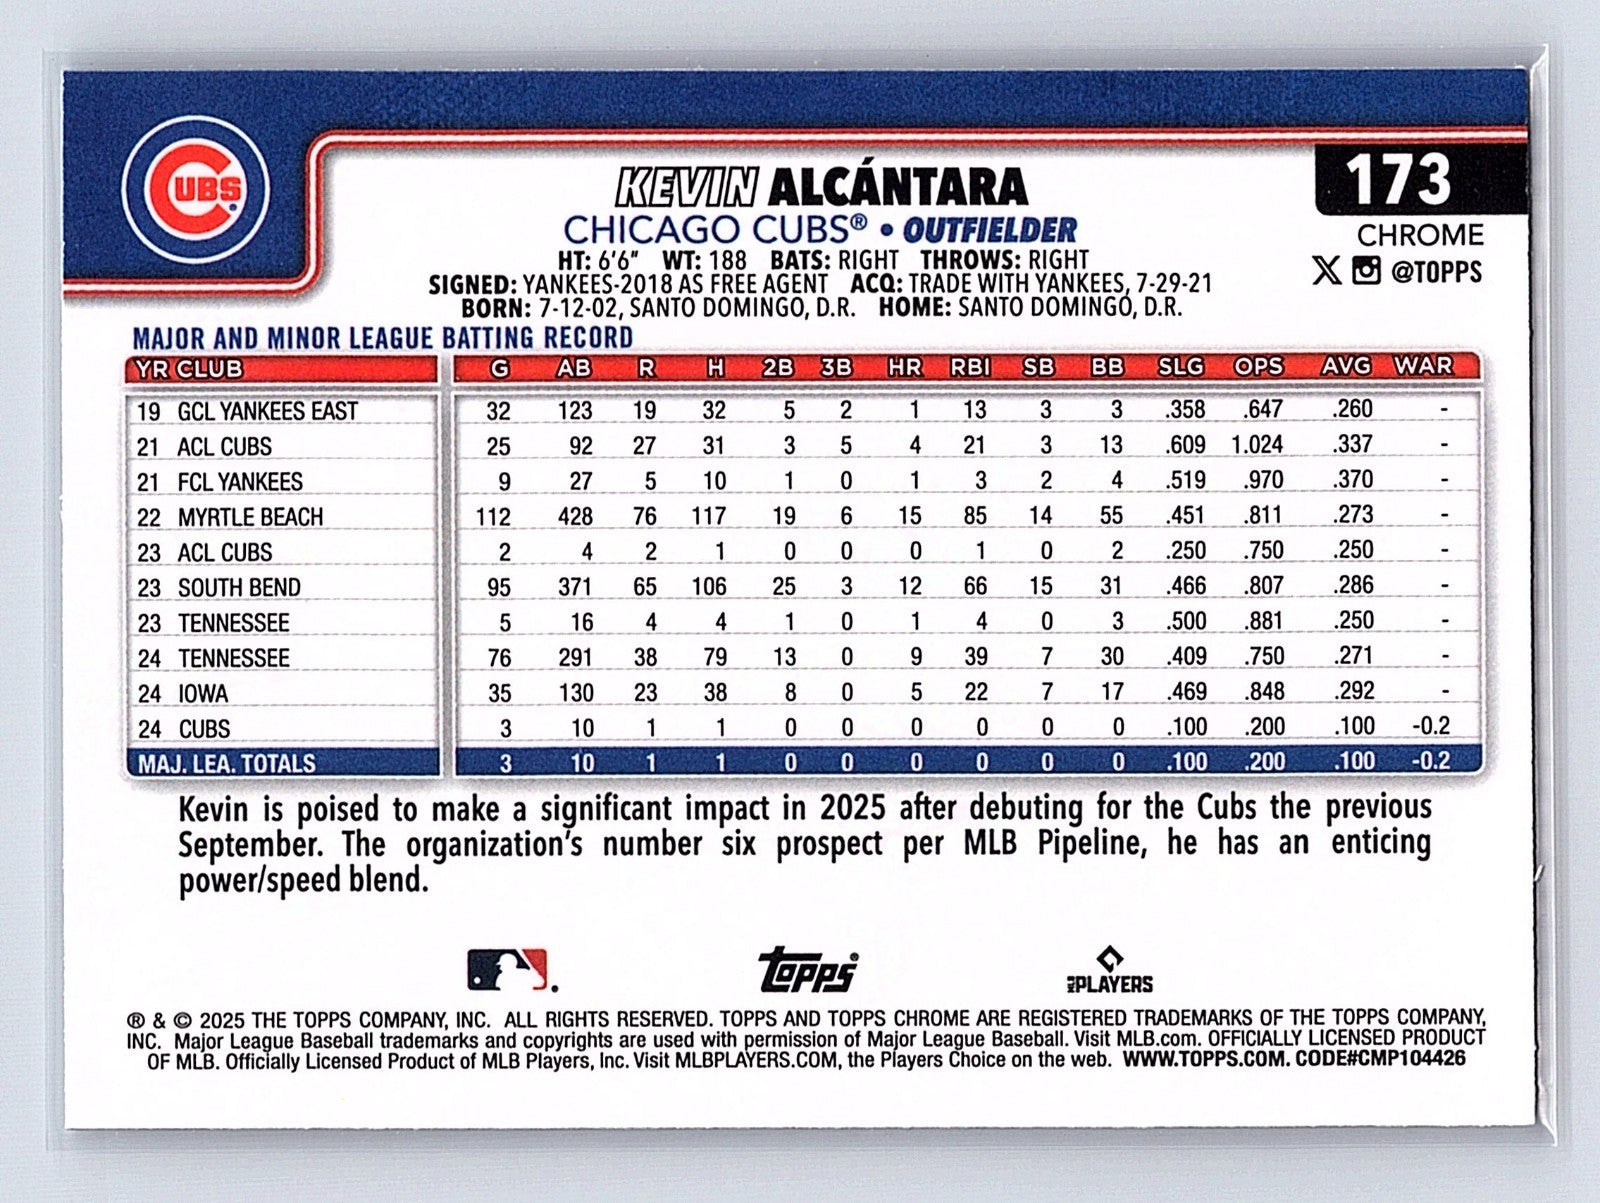 CUBS
KEVIN ALCÁNTARA
173
CHICAGO CUBS® • OUTFIELDER
CHROME
HT: 6'6" WT: 188 BATS: RIGHT THROWS: RIGHT
@TOPPS
SIGNED: YANKEES-2018 AS FREE AGENT ACQ: TRADE WITH YANKEES, 7-29-21
BORN: 7-12-02, SANTO DOMINGO, D.R. HOME: SANTO DOMINGO, D.R.
MAJOR AND MINOR LEAGUE BATTING RECORD
YR CLUB G AB R H 2B 3B HR RBI SB BB SLG OPS AVG WAR
19 GCL YANKEES EAST 32 123 19 32 5 2 1 13 3 3 .358 .647 .260 -
21 ACL CUBS 25 92 27 31 3 5 4 21 3 13 .609 1.024 .337 -
21 FCL YANKEES 9 27 5 10 1 0 1 3 2 4 .519 .970 .370 -
22 MYRTLE BEACH 112 428 76 117 19 6 15 85 14 55 .451 .811 .273 -
23 ACL CUBS 2 4 2 1 0 0 0 1 0 2 .250 .750 .250 -
23 SOUTH BEND 95 371 65 106 25 3 12 66 15 31 .466 .807 .286 -
23 TENNESSEE 5 16 4 4 1 0 1 4 0 3 .500 .881 .250 -
24 TENNESSEE 76 291 38 79 13 0 9 39 7 30 .409 .750 .271 -
24 IOWA 35 130 23 38 8 0 5 22 7 17 .469 .848 .292 -
24 CUBS 3 10 1 1 0 0 0 0 0 0 .100 .200 .100 -0.2
MAJ. LEA. TOTALS 3 10 1 1 0 0 0 0 0 0 .100 .200 .100 -0.2
Kevin is poised to make a significant impact in 2025 after debuting for the Cubs the previous
September. The organization's number six prospect per MLB Pipeline, he has an enticing
power/speed blend.
topps®
MLB PLAYERS
® & © 2025 THE TOPPS COMPANY, INC. ALL RIGHTS RESERVED. TOPPS AND TOPPS CHROME ARE REGISTERED TRADEMARKS OF THE TOPPS COMPANY,
INC. Major League Baseball trademarks and copyrights are used with permission of Major League Baseball. Visit MLB.com. OFFICIALLY LICENSED PRODUCT
OF MLB. Officially Licensed Product of MLB Players, Inc. Visit MLBPLAYERS.COM, the Players Choice on the web. WWW.TOPPS.COM. CODE#CMP104426